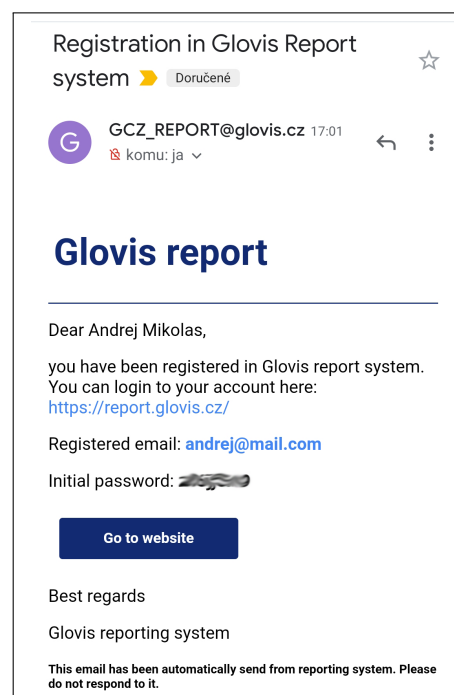 Registration in Glovis Report
system Doručené
G
GCZ_REPORT@glovis.cz 17:01
komu: ja
Glovis report
Dear Andrej Mikolas,
you have been registered in Glovis report system.
You can login to your account here:
https://report.glovis.cz/
Registered email: andrej@mail.com
Initial password:
Go to website
Best regards
Glovis reporting system
This email has been automatically send from reporting system. Please
do not respond to it.